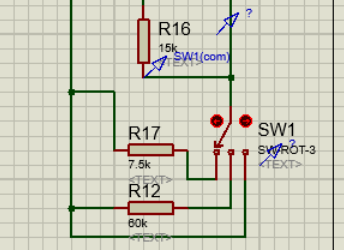 ?
R16
15k
SW1(com)
<TEXT>
SW1
?
SW-ROT-3
<TEXT>
R17
7.5k
<TEXT>
R12
60k
<TEXT>